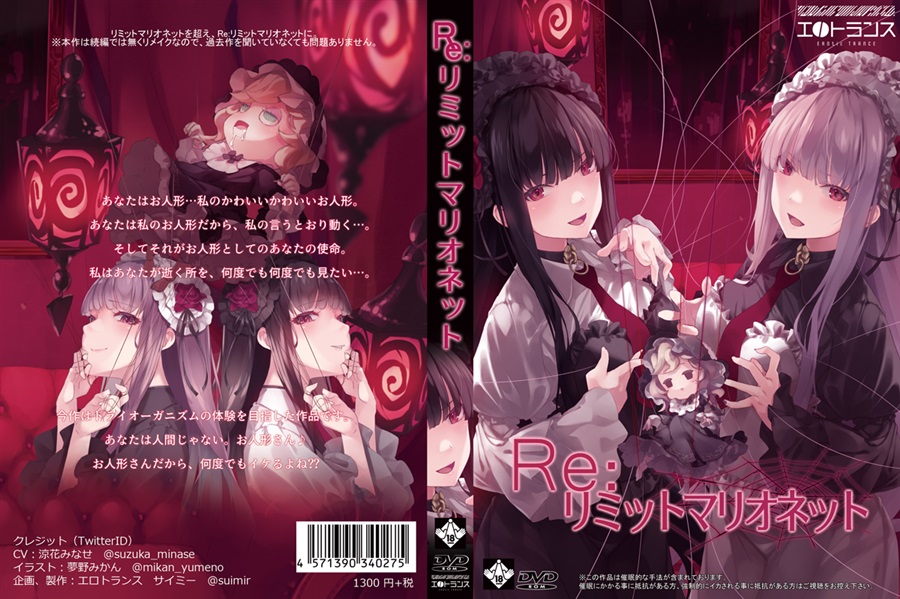 リミットマリオネットを超え、Re:リミットマリオネットに。
※本作は続編では無くリメイクなので、過去作を聞いていなくても問題ありません。
あなたはお人形…私のかわいいかわいいお人形。
あなたは私のお人形だから、私の言うとおり動く…。
そしてそれがお人形としてのあなたの使命。
私はあなたが逝く所を、何度でも何度でも見たい…。
今作はドライオーガニズムの体験を目指した作品です。
あなたは人間じゃない。お人形さん♪
お人形さんだから、何度でもイケるよね??
クレジット（TwitterID）
CV：涼花みなせ　@suzuka_minase
イラスト：夢野みかん　@mikan_yumeno
企画、製作：エロトランス　サイミー　@suimir
4 571390 340275
1300 円+税
Re:リミットマリオネット
18
DVD
ROM
エロトランス
EROTIC TRANCE
エロトランス
EROTIC TRANCE
Re:
リミットマリオネット
18
DVD
ROM
※この作品は催眠的な手法が含まれております。
催眠にかかる事に抵抗がある方、強制的にイカされる事に抵抗がある方はご視聴をお控え下さい。